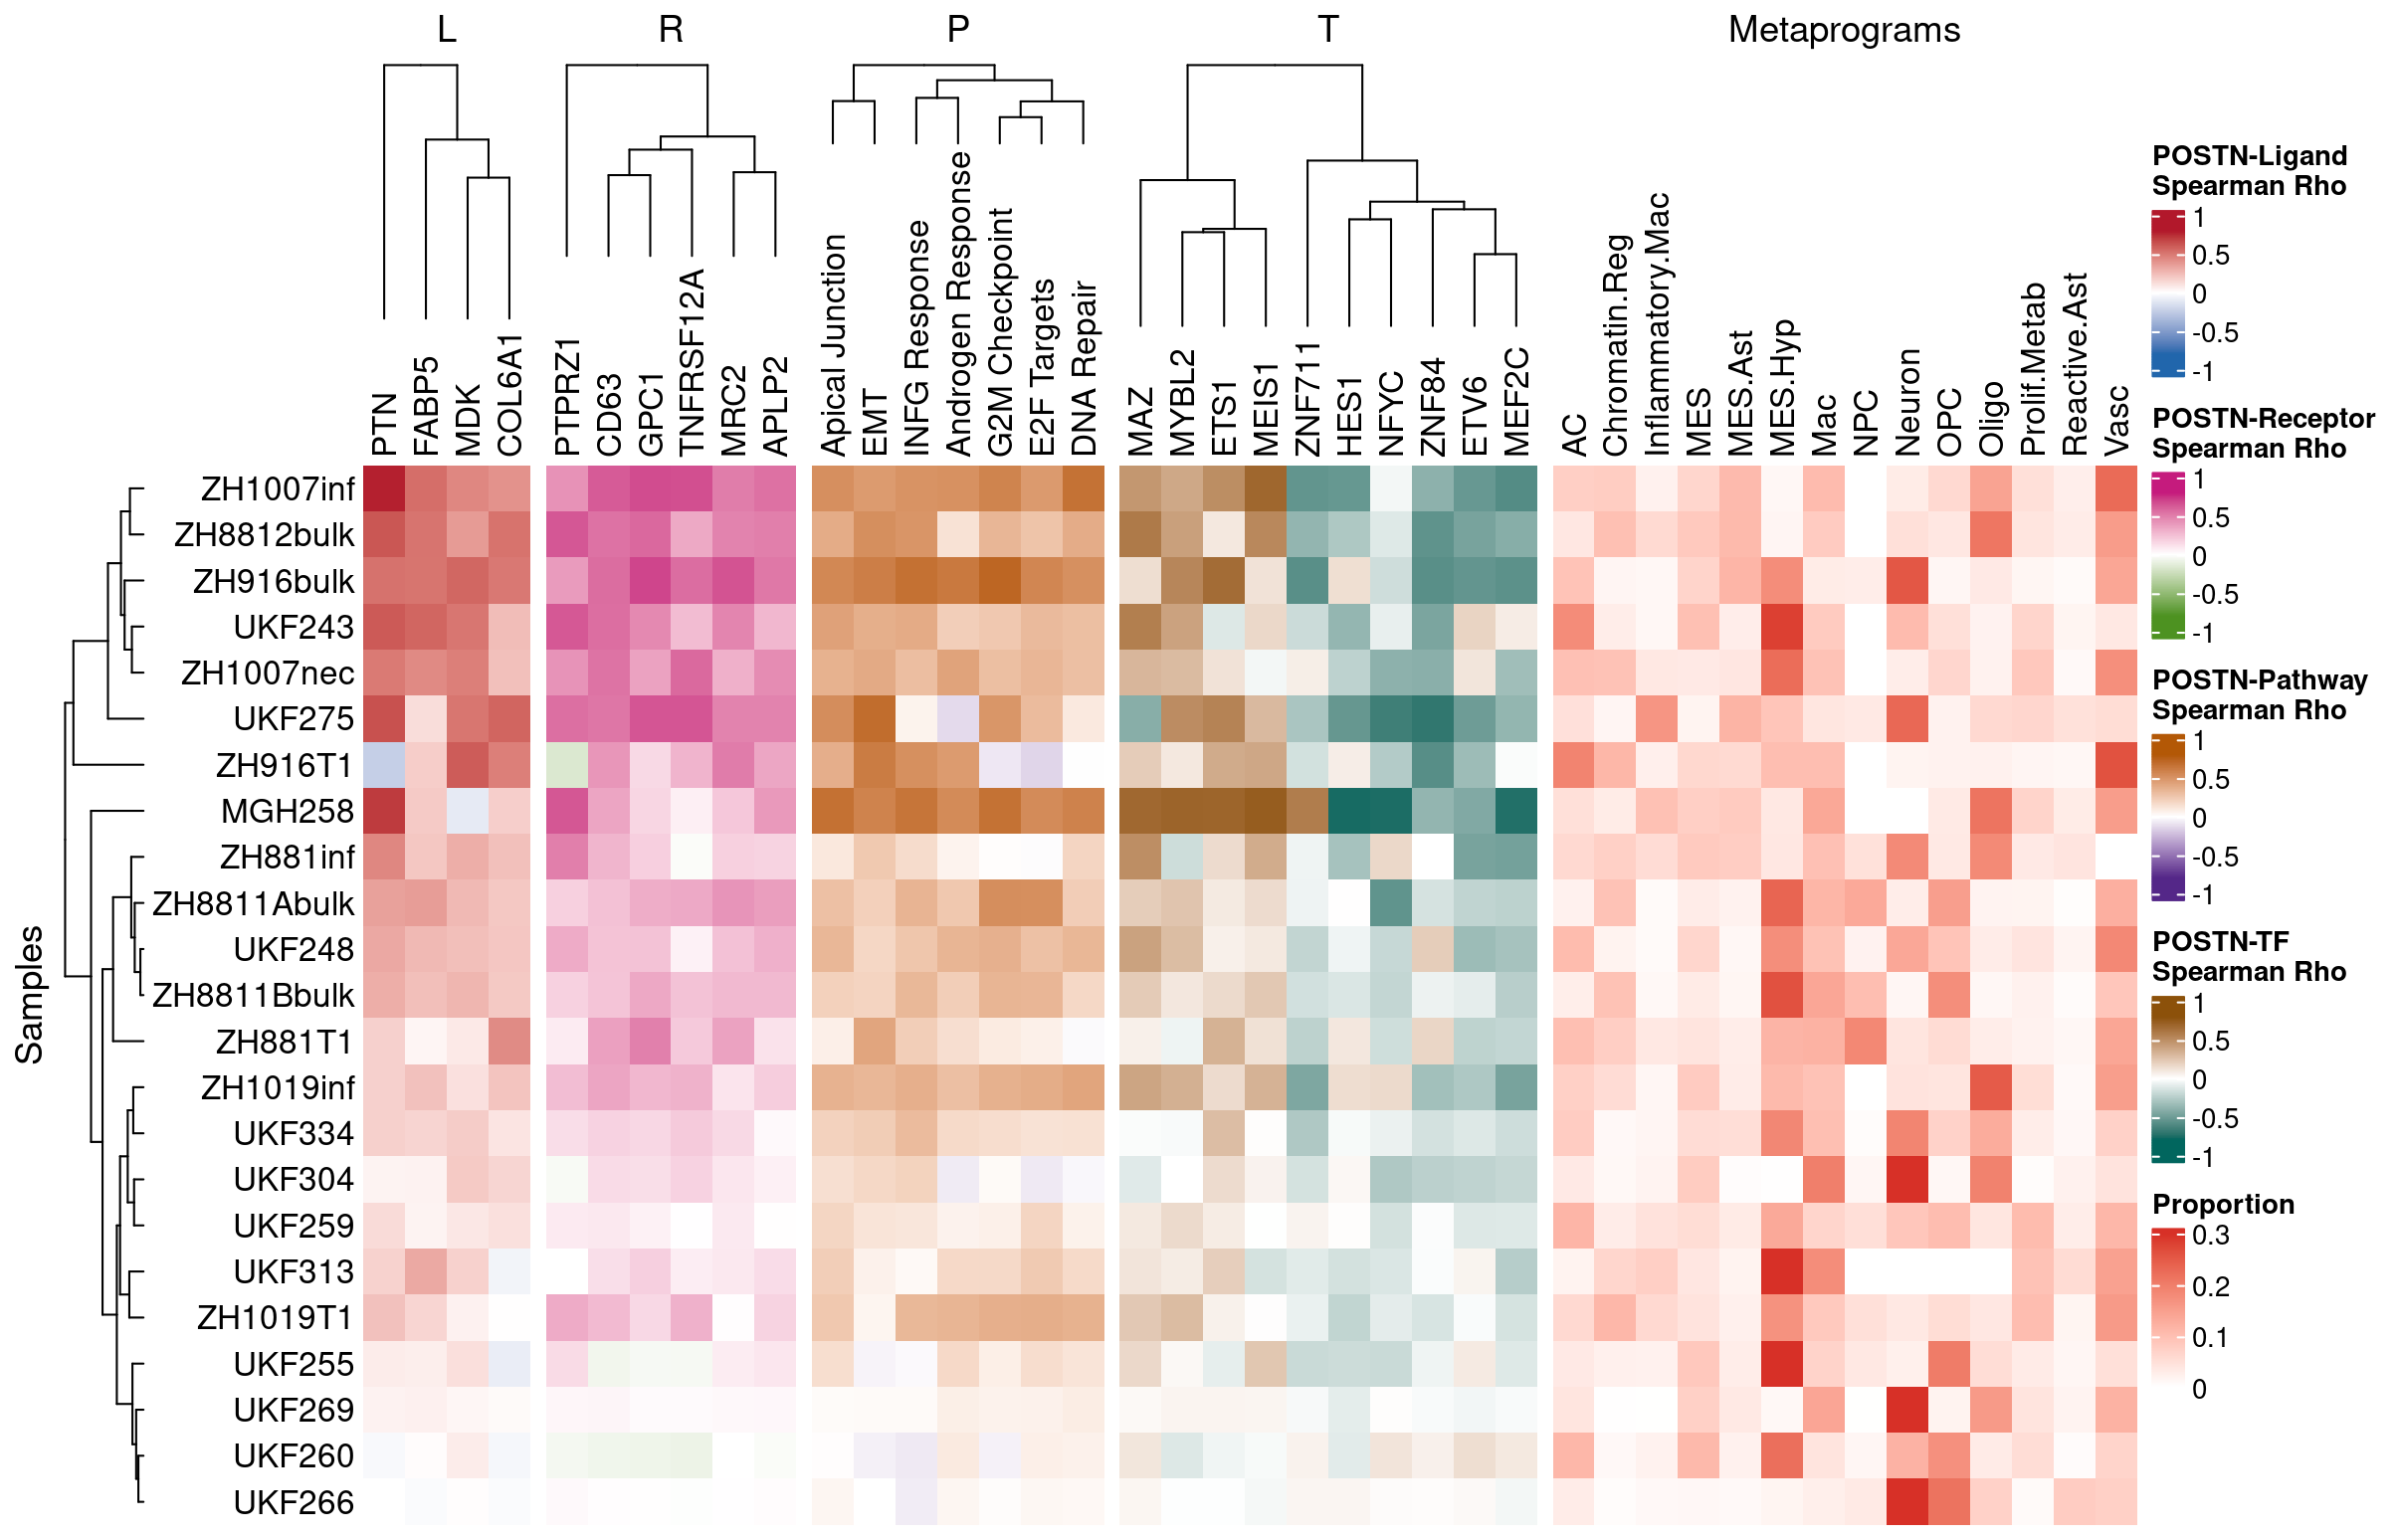 L R P T Metaprograms
PTN
FABP5
MDK
COL6A1
PTPRZ1
CD63
GPC1
TNFRSF12A
MRC2
APLP2
Apical Junction
EMT
INFG Response
Androgen Response
G2M Checkpoint
E2F Targets
DNA Repair
MAZ
MYBL2
ETS1
MEIS1
ZNF711
HES1
NFYC
ZNF84
ETV6
MEF2C
AC
Chromatin.Reg
Inflammatory.Mac
MES
MES.Ast
MES.Hyp
Mac
NPC
Neuron
OPC
Oligo
Prolif.Metab
Reactive.Ast
Vasc
Samples
ZH1007inf
ZH8812bulk
ZH916bulk
UKF243
ZH1007nec
UKF275
ZH916T1
MGH258
ZH881inf
ZH8811Abulk
UKF248
ZH8811Bbulk
ZH881T1
ZH1019inf
UKF334
UKF304
UKF259
UKF313
ZH1019T1
UKF255
UKF269
UKF260
UKF266
POSTN-Ligand
Spearman Rho
1
0.5
0
-0.5
-1
POSTN-Receptor
Spearman Rho
1
0.5
0
-0.5
-1
POSTN-Pathway
Spearman Rho
1
0.5
0
-0.5
-1
POSTN-TF
Spearman Rho
1
0.5
0
-0.5
-1
Proportion
0.3
0.2
0.1
0